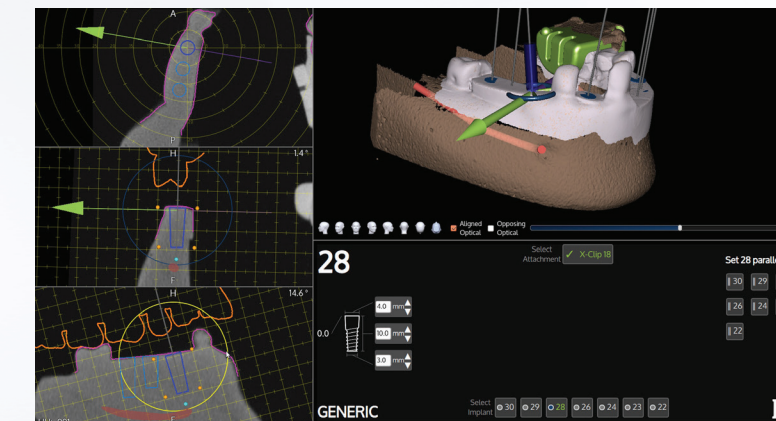 A
P
H
1.4 °
F
H
14.6 °
Aligned Optical
Opposing Optical
28
Select Attachment
✓ X-Clip 18
Set 28 parall
30 29
26 24
22
4.0 mm
0.0
10.0 mm
3.0 mm
GENERIC
Select Implant
30 29 28 26 24 23 22